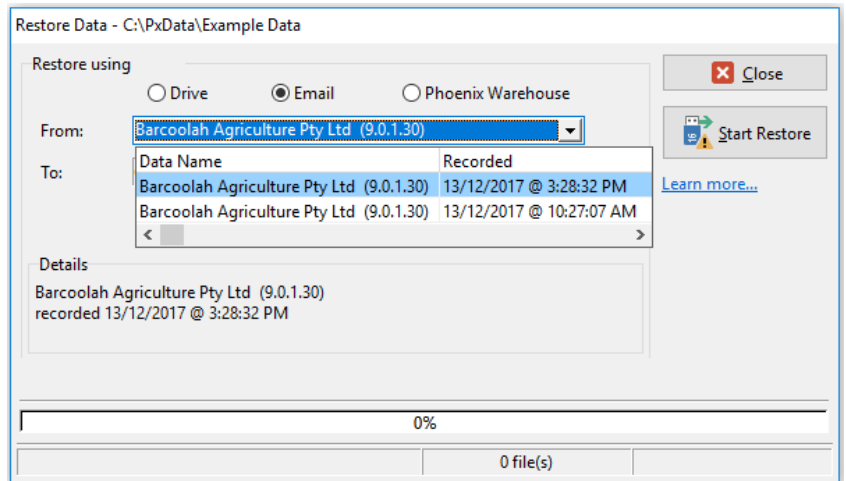 Restore Data - C:\PxData\Example Data
Restore using
Drive Email Phoenix Warehouse
Close
From: Barcoolah Agriculture Pty Ltd (9.0.1.30)
Start Restore
To:
Data Name Recorded
Barcoolah Agriculture Pty Ltd (9.0.1.30) 13/12/2017 @ 3:28:32 PM
Learn more...
Barcoolah Agriculture Pty Ltd (9.0.1.30) 13/12/2017 @ 10:27:07 AM
Details
Barcoolah Agriculture Pty Ltd (9.0.1.30)
recorded 13/12/2017 @ 3:28:32 PM
0%
0 file(s)